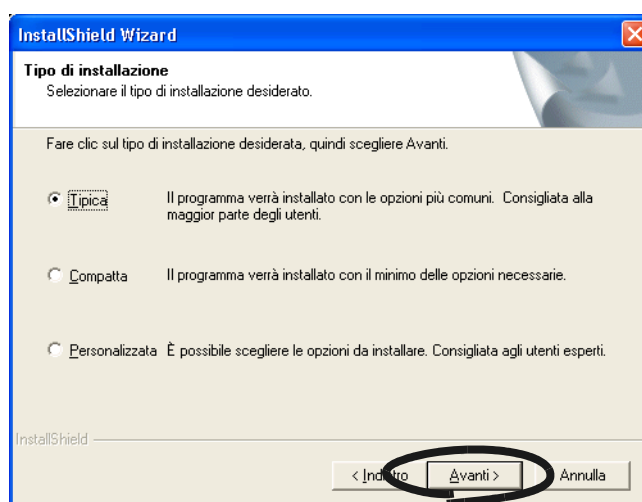 InstallShield Wizard
Tipo di installazione
Selezionare il tipo di installazione desiderato.
Fare clic sul tipo di installazione desiderata, quindi scegliere Avanti.
Tipica
Il programma verrà installato con le opzioni più comuni. Consigliata alla
maggior parte degli utenti.
Compatta
Il programma verrà installato con il minimo delle opzioni necessarie.
Personalizzata
È possibile scegliere le opzioni da installare. Consigliata agli utenti esperti.
InstallShield
< Indietro
Avanti >
Annulla